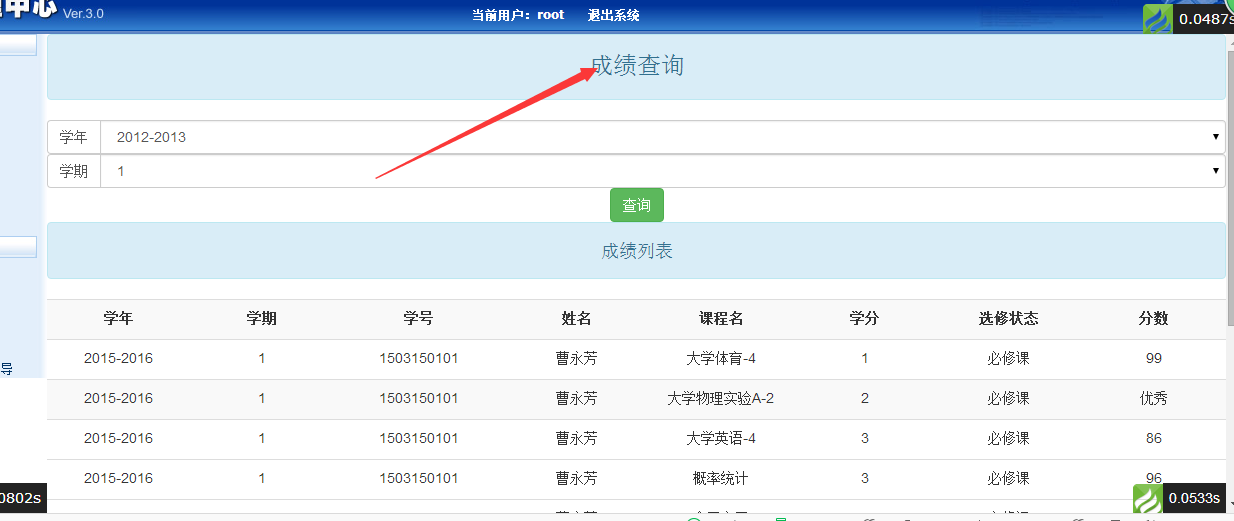 中心 Ver.3.0 当前用户：root 退出系统
0.0487s
成绩查询
学年 2012-2013
学期 1
查询
成绩列表
学年 学期 学号 姓名 课程名 学分 选修状态 分数
2015-2016 1 1503150101 曹永芳 大学体育-4 1 必修课 99
导
2015-2016 1 1503150101 曹永芳 大学物理实验A-2 2 必修课 优秀
2015-2016 1 1503150101 曹永芳 大学英语-4 3 必修课 86
2015-2016 1 1503150101 曹永芳 概率统计 3 必修课 96
0802s
0.0533s